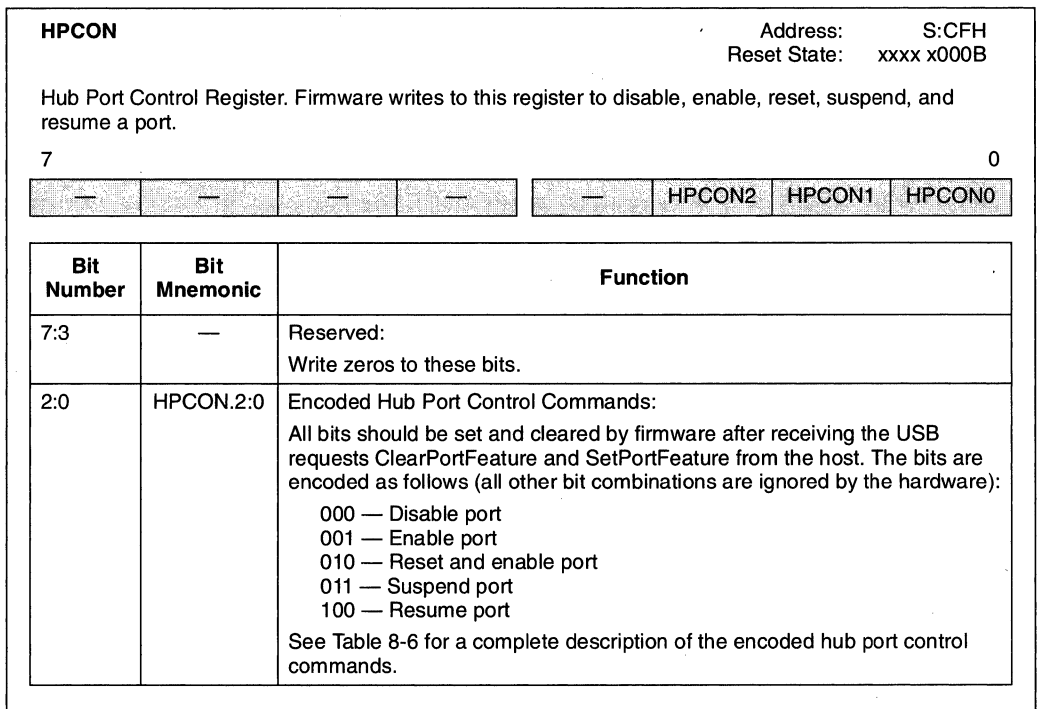 HPCON Address: S:CFH
Reset State: xxxx x000B
Hub Port Control Register. Firmware writes to this register to disable, enable, reset, suspend, and
resume a port.
7 0
— — — — — HPCON2 HPCON1 HPCON0
Bit Number Bit Mnemonic Function
7:3 — Reserved:
Write zeros to these bits.
2:0 HPCON.2:0 Encoded Hub Port Control Commands:
All bits should be set and cleared by firmware after receiving the USB
requests ClearPortFeature and SetPortFeature from the host. The bits are
encoded as follows (all other bit combinations are ignored by the hardware):
000 — Disable port
001 — Enable port
010 — Reset and enable port
011 — Suspend port
100 — Resume port
See Table 8-6 for a complete description of the encoded hub port control
commands.